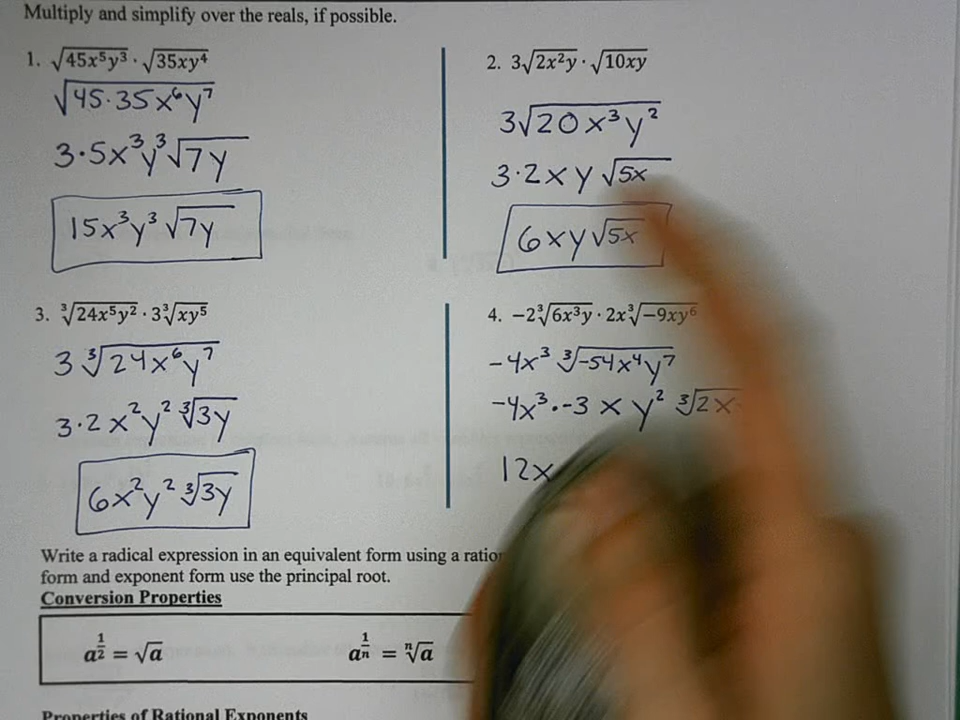 Multiply and simplify over the reals, if possible.
1. √(45x⁵y³) · √(35xy⁴)
√(45·35x⁶y⁷)
3·5x³y³√(7y)
15x³y³√(7y)
2. 3√(2x²y) · √(10xy)
3√(20x³y²)
3·2xy√(5x)
6xy√(5x)
3. ∛(24x⁵y²) · 3∛(xy⁵)
3∛(24x⁶y⁷)
3·2x²y²∛(3y)
6x²y²∛(3y)
4. −2∛(6x³y) · 2x∛(−9xy⁶)
-4x³ ∛(-54x⁴y⁷)
-4x³·-3xy² ∛(2x
12x
Write a radical expression in an equivalent form using a
form and exponent form use the principal root.
Conversion Properties
a^(1/2) = √a
a^(1/n) = ⁿ√a
Properties of Rational Exponents